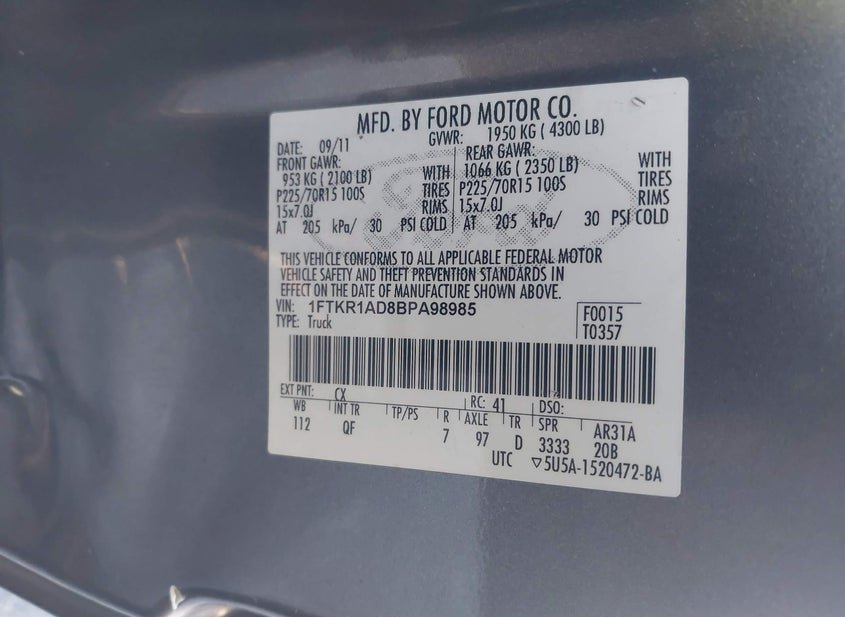 MFD. BY FORD MOTOR CO.
DATE: 09/11 GVWR: 1950 KG ( 4300 LB)
FRONT GAWR: REAR GAWR:
953 KG ( 2100 LB) WITH 1066 KG ( 2350 LB) WITH
P225/70R15 100S TIRES P225/70R15 100S TIRES
15x7.0J RIMS 15x7.0J RIMS
AT 205 kPa/ 30 PSI COLD AT 205 kPa/ 30 PSI COLD
THIS VEHICLE CONFORMS TO ALL APPLICABLE FEDERAL MOTOR
VEHICLE SAFETY AND THEFT PREVENTION STANDARDS IN
EFFECT ON THE DATE OF MANUFACTURE SHOWN ABOVE.
VIN: 1FTKR1AD8BPA98985 F0015
TYPE: Truck T0357
EXT PNT: CX RC: 41 DSO:
WB INT TR TP/PS R AXLE TR SPR AR31A
112 QF 7 97 D 3333 20B
UTC ▽5U5A-1520472-BA